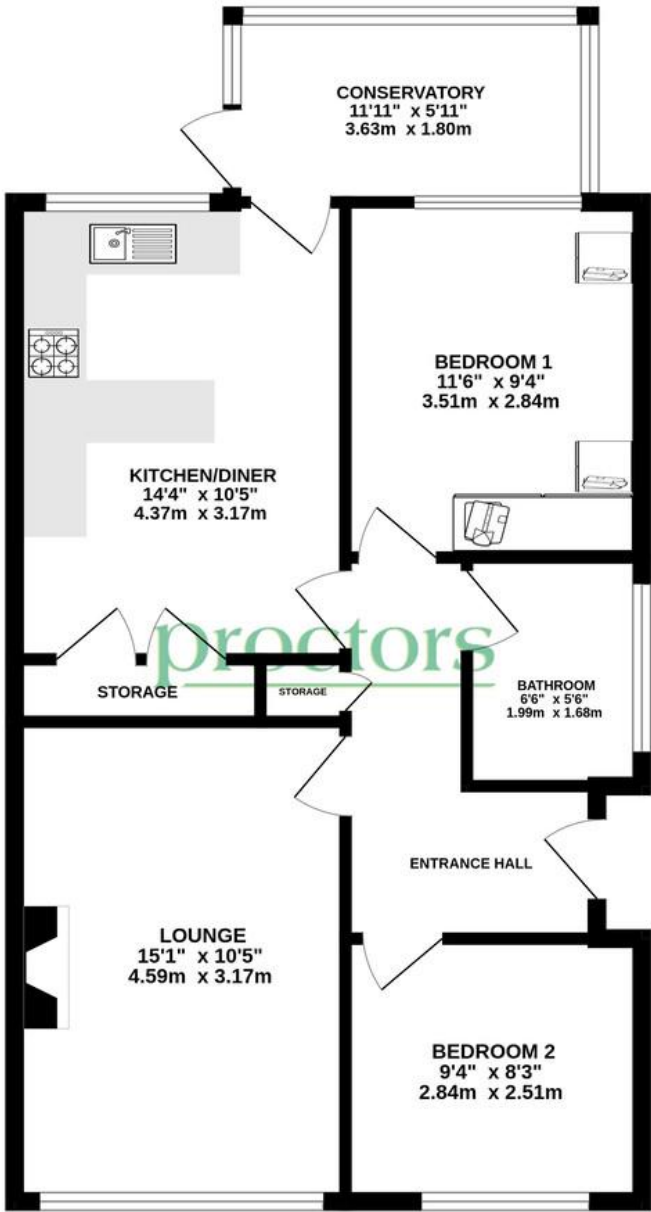 CONSERVATORY
11'11" x 5'11"
3.63m x 1.80m
BEDROOM 1
11'6" x 9'4"
3.51m x 2.84m
KITCHEN/DINER
14'4" x 10'5"
4.37m x 3.17m
proctors
STORAGE
STORAGE
BATHROOM
6'6" x 5'6"
1.99m x 1.68m
ENTRANCE HALL
LOUNGE
15'1" x 10'5"
4.59m x 3.17m
BEDROOM 2
9'4" x 8'3"
2.84m x 2.51m